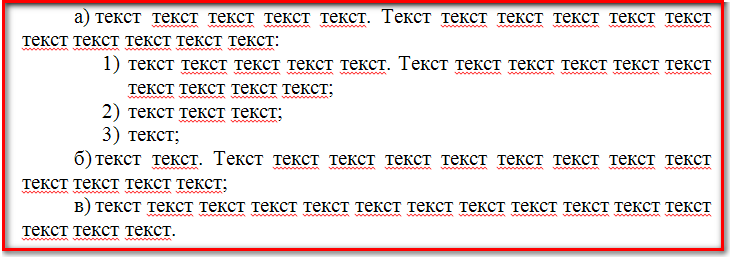 а) текст текст текст текст текст. Текст текст текст текст текст текст
текст текст текст текст текст:
1) текст текст текст текст текст. Текст текст текст текст текст текст
текст текст текст текст;
2) текст текст текст;
3) текст;
б) текст текст. Текст текст текст текст текст текст текст текст текст
текст текст текст текст;
в) текст текст текст текст текст текст текст текст текст текст текст текст
текст текст текст.